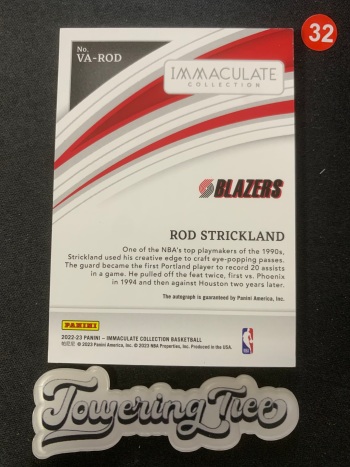 32
No.
VA-ROD
IMMACULATE
COLLECTION
BLAZERS
ROD STRICKLAND
One of the NBA's top playmakers of the 1990s,
Strickland used his creative edge to craft eye-popping passes.
The guard became the first Portland player to record 20 assists
in a game. He pulled off the feat twice, first vs. Phoenix
in 1994 and then against Houston two years later.
The autograph is guaranteed by Panini America, Inc.
PANINI
2022-23 PANINI – IMMACULATE COLLECTION BASKETBALL
© 2023 Panini America, Inc. © 2023 NBA Properties, Inc. Produced in the USA.
NBA
Towering Tree